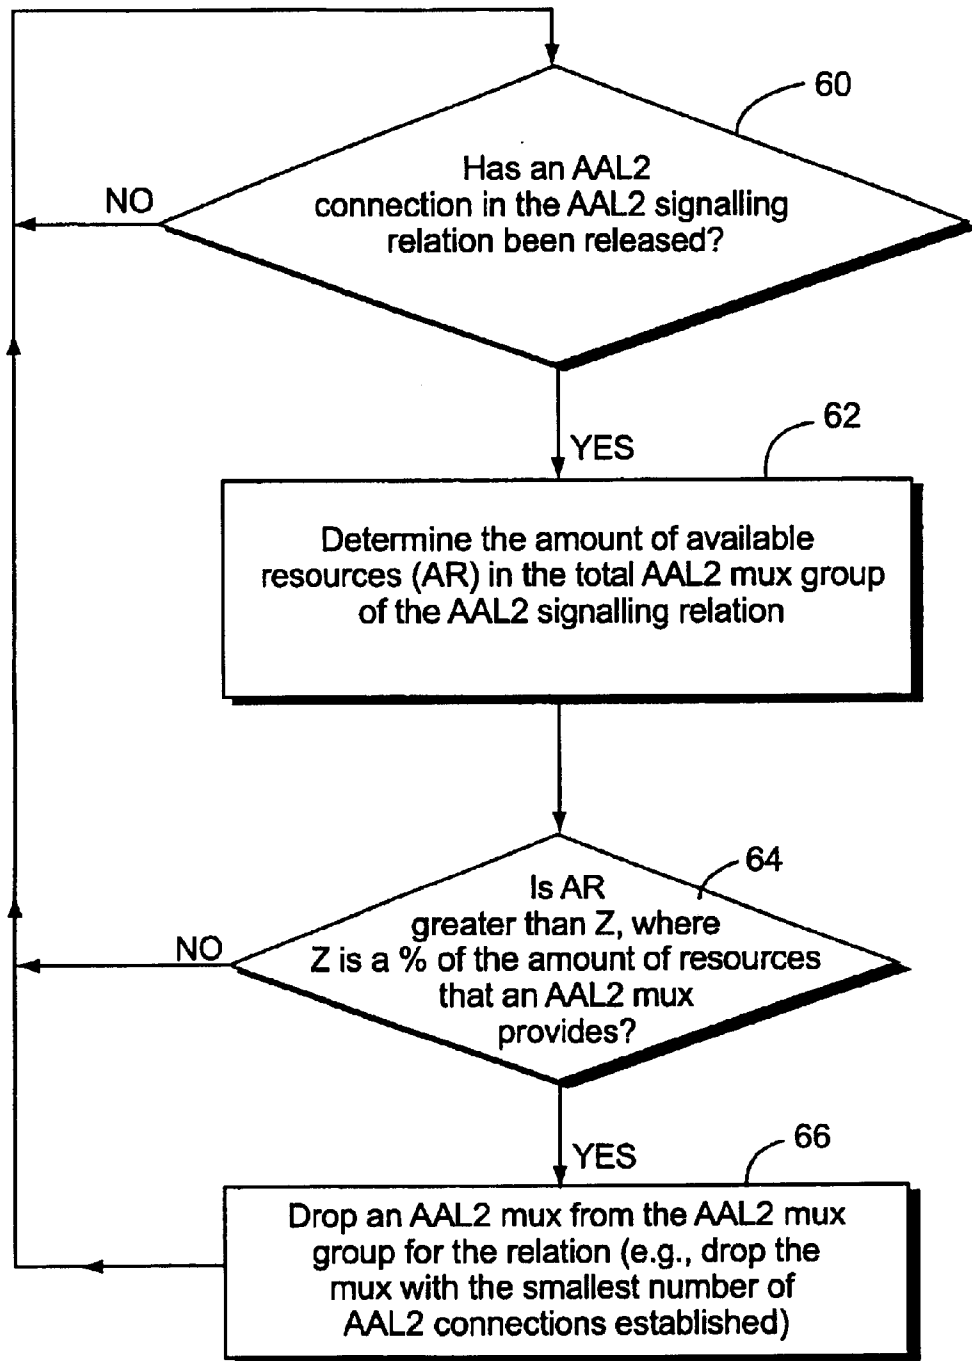 60
Has an AAL2
connection in the AAL2 signalling
relation been released?
NO
YES
62
Determine the amount of available
resources (AR) in the total AAL2 mux group
of the AAL2 signalling relation
64
Is AR
greater than Z, where
Z is a % of the amount of resources
that an AAL2 mux
provides?
NO
YES
66
Drop an AAL2 mux from the AAL2 mux
group for the relation (e.g., drop the
mux with the smallest number of
AAL2 connections established)